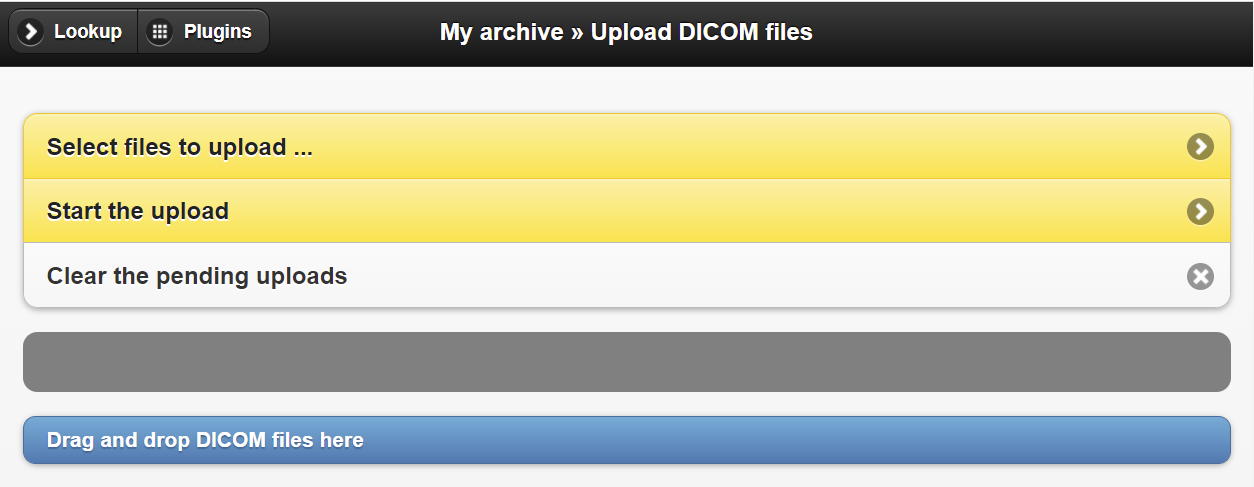 Lookup
Plugins
My archive » Upload DICOM files
Select files to upload ...
Start the upload
Clear the pending uploads
Drag and drop DICOM files here